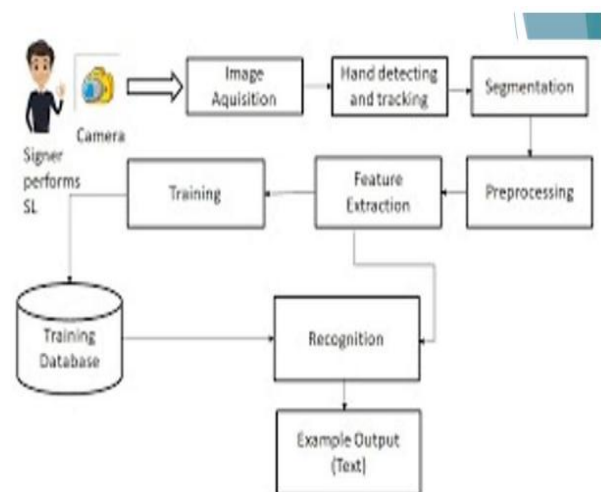 Camera
Signer
performs
SL
Image
Aquisition
Hand detecting
and tracking
Segmentation
Preprocessing
Feature
Extraction
Training
Training
Database
Recognition
Example Output
(Text)